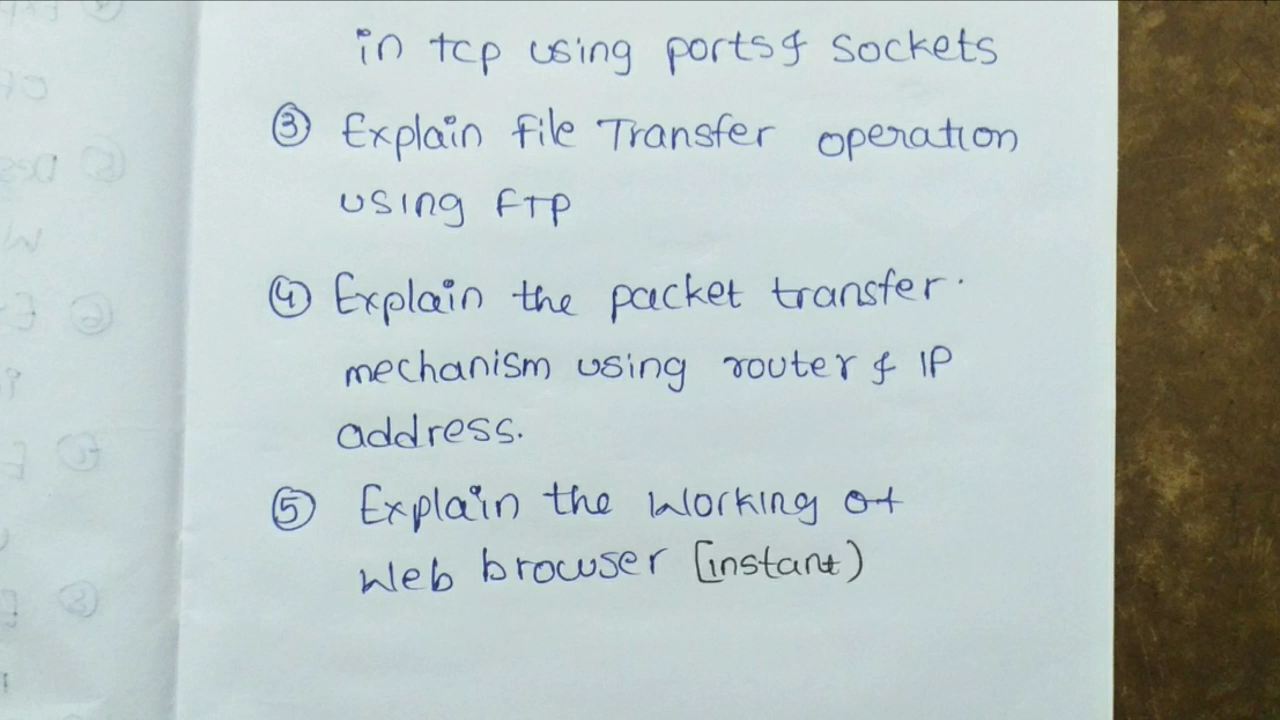 in tcp using ports & Sockets
③ Explain file Transfer operation
using FTP
④ Explain the packet transfer.
mechanism using router & IP
address.
⑤ Explain the Working of
Web browser [instant)